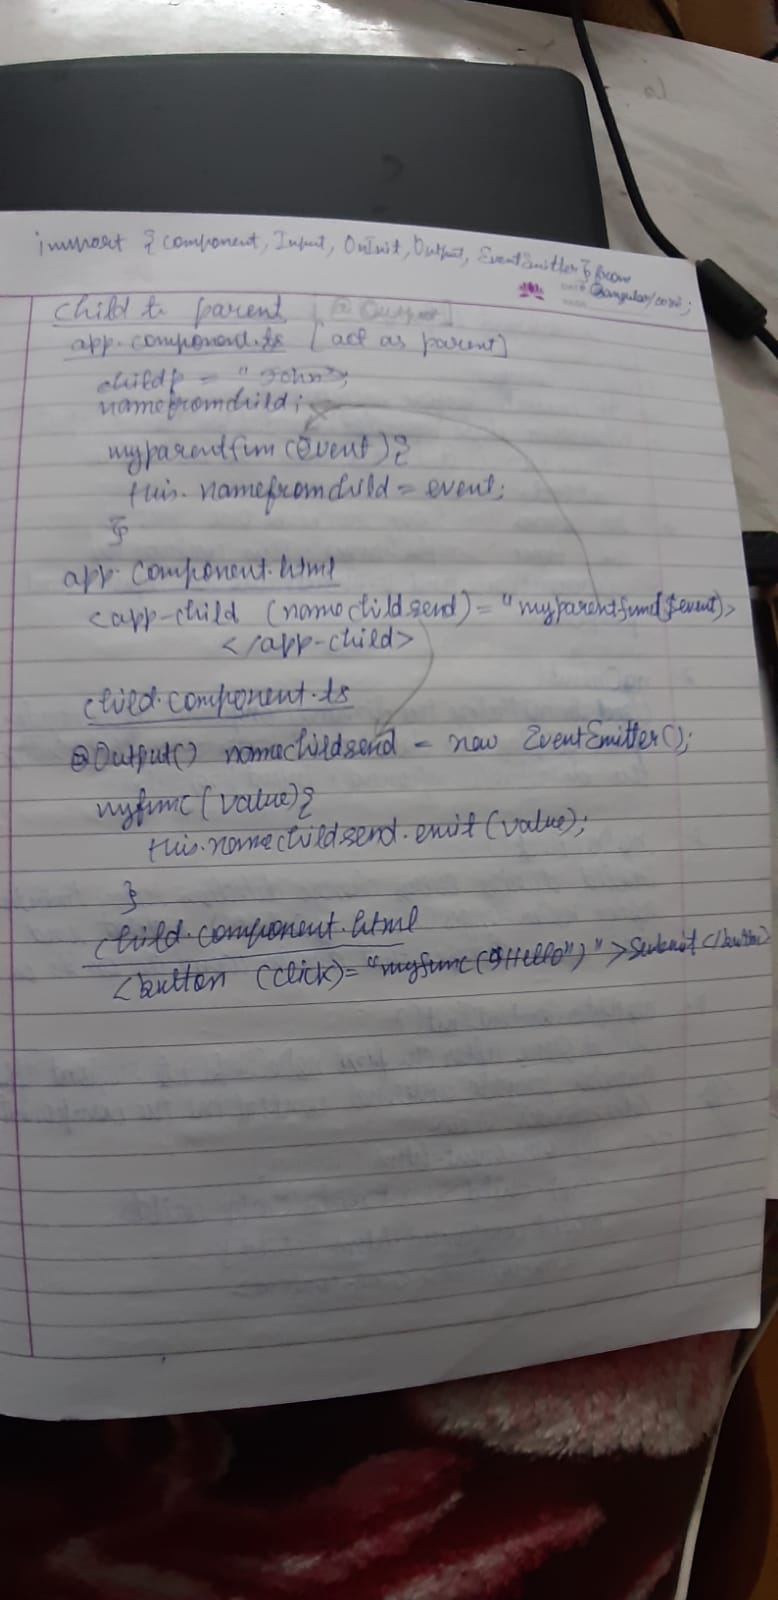 import { component, Input, OnInit, Output, EventEmitter } from
@angular/core;
child to parent [@Output]
app.component.ts [act as parent]
childp = "John";
namefromchild;
myparentfun(event){
this.namefromchild = event;
}
app.component.html
<app-child (namechildsend) = "myparentfun($event)>
</app-child>
child.component.ts
@Output() namechildsend = new EventEmitter();
myfunc(value){
this.namechildsend.emit(value);
}
child.component.html
<button (click)="myfunc('Hello")">Submit</button>